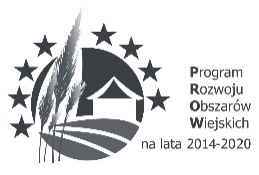 Program
Rozwoju
Obszarów
Wiejskich
na lata 2014-2020